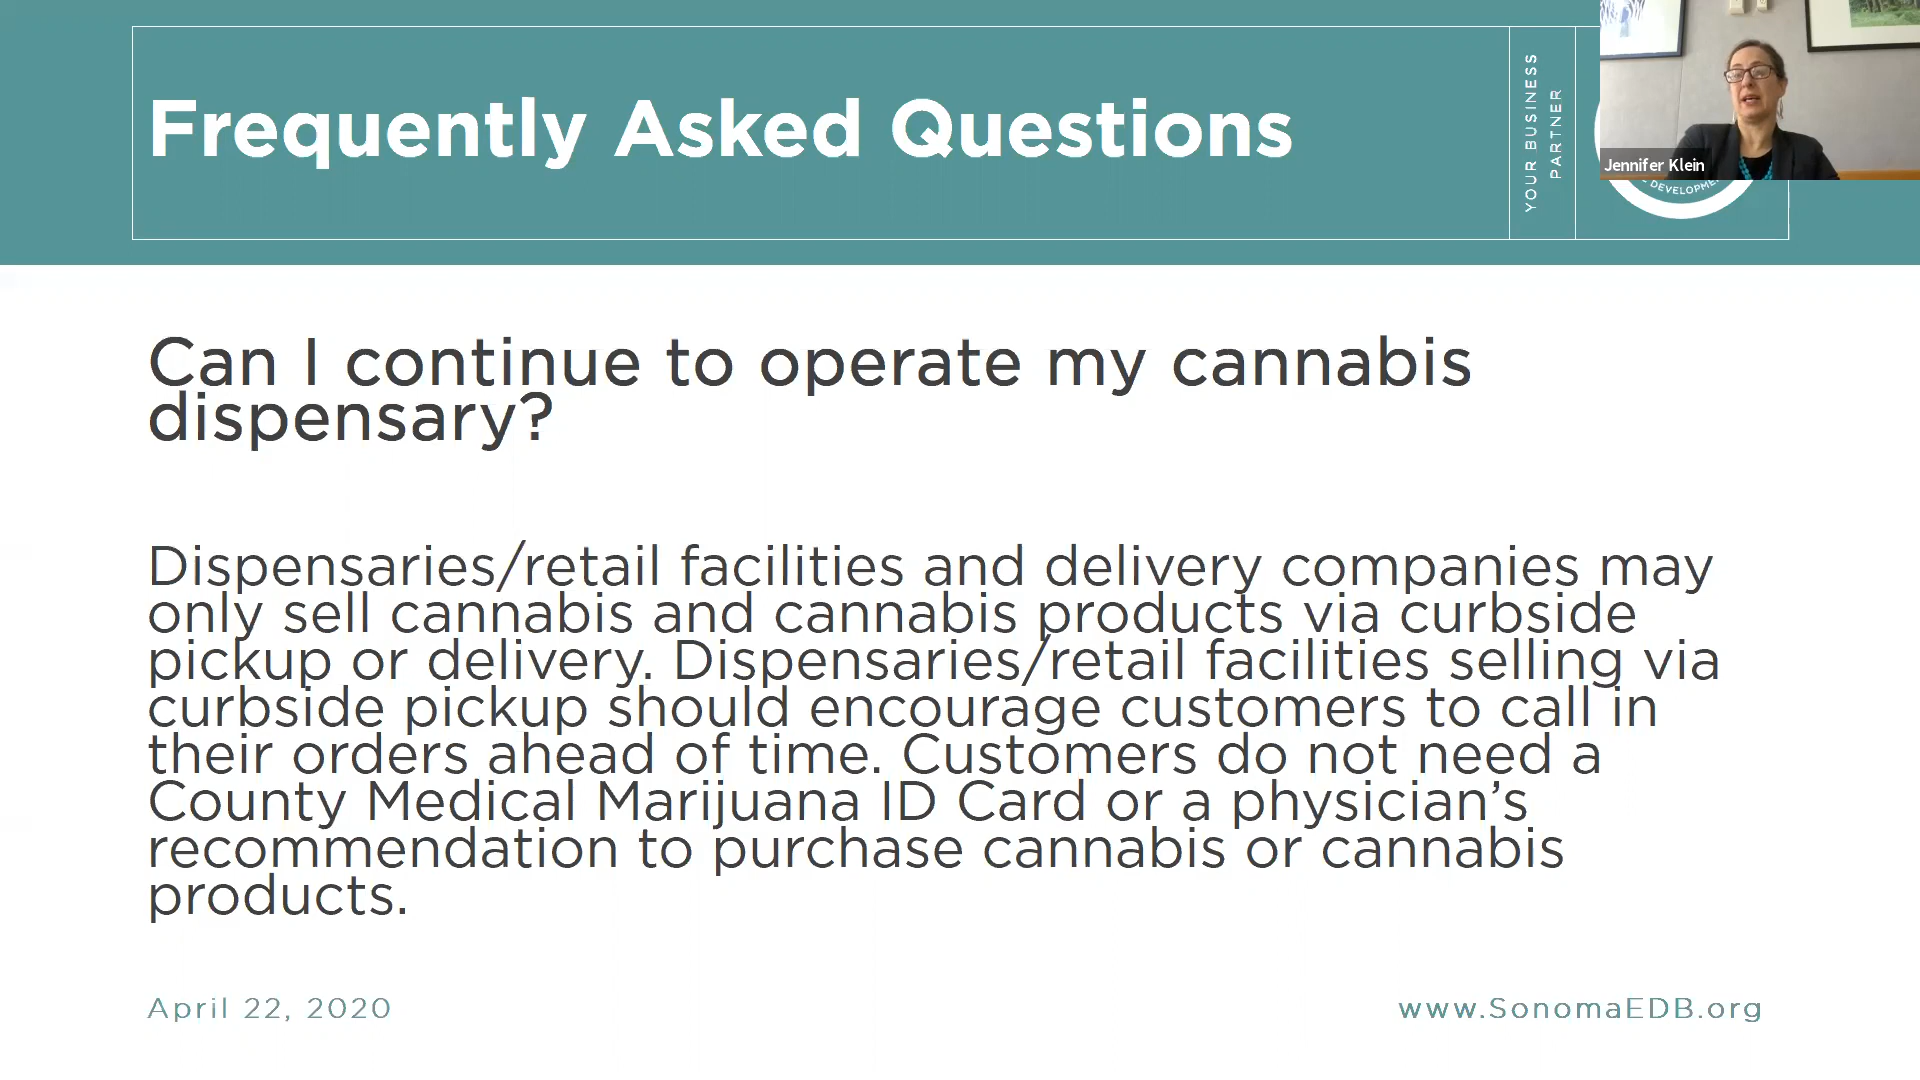 Frequently Asked Questions
YOUR BUSINESS
PARTNER
Jennifer Klein
Can I continue to operate my cannabis
dispensary?
Dispensaries/retail facilities and delivery companies may
only sell cannabis and cannabis products via curbside
pickup or delivery. Dispensaries/retail facilities selling via
curbside pickup should encourage customers to call in
their orders ahead of time. Customers do not need a
County Medical Marijuana ID Card or a physician’s
recommendation to purchase cannabis or cannabis
products.
April 22, 2020
www.SonomaEDB.org